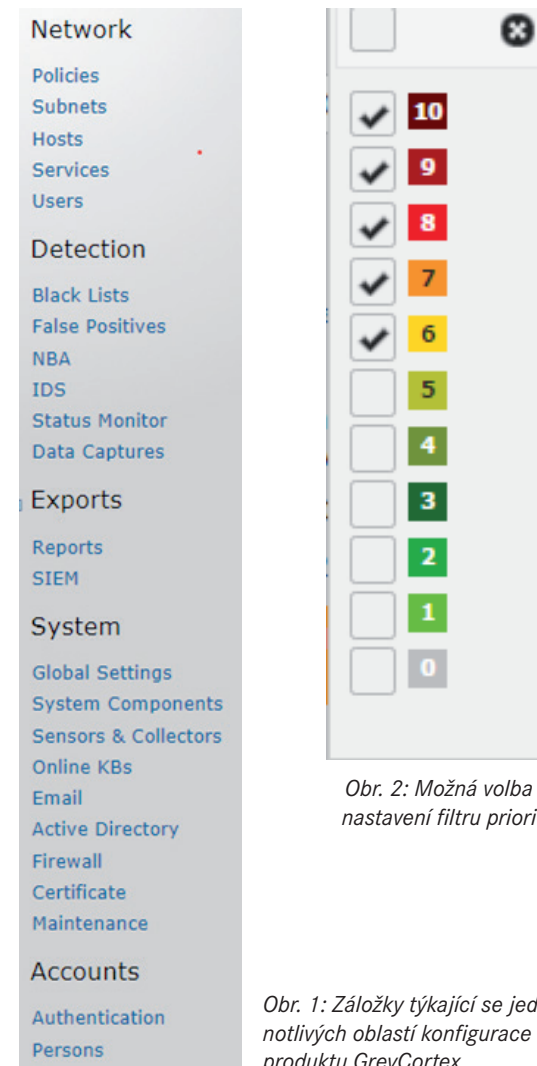 Network
Policies
Subnets
Hosts
Services
Users
Detection
Black Lists
False Positives
NBA
IDS
Status Monitor
Data Captures
Exports
Reports
SIEM
System
Global Settings
System Components
Sensors & Collectors
Online KBs
Email
Active Directory
Firewall
Certificate
Maintenance
Accounts
Authentication
Persons
10
9
8
7
6
5
4
3
2
1
0
Obr. 2: Možná volba
nastavení filtru priori
Obr. 1: Záložky týkající se jed
notlivých oblastí konfigurace
produktu GreyCortex